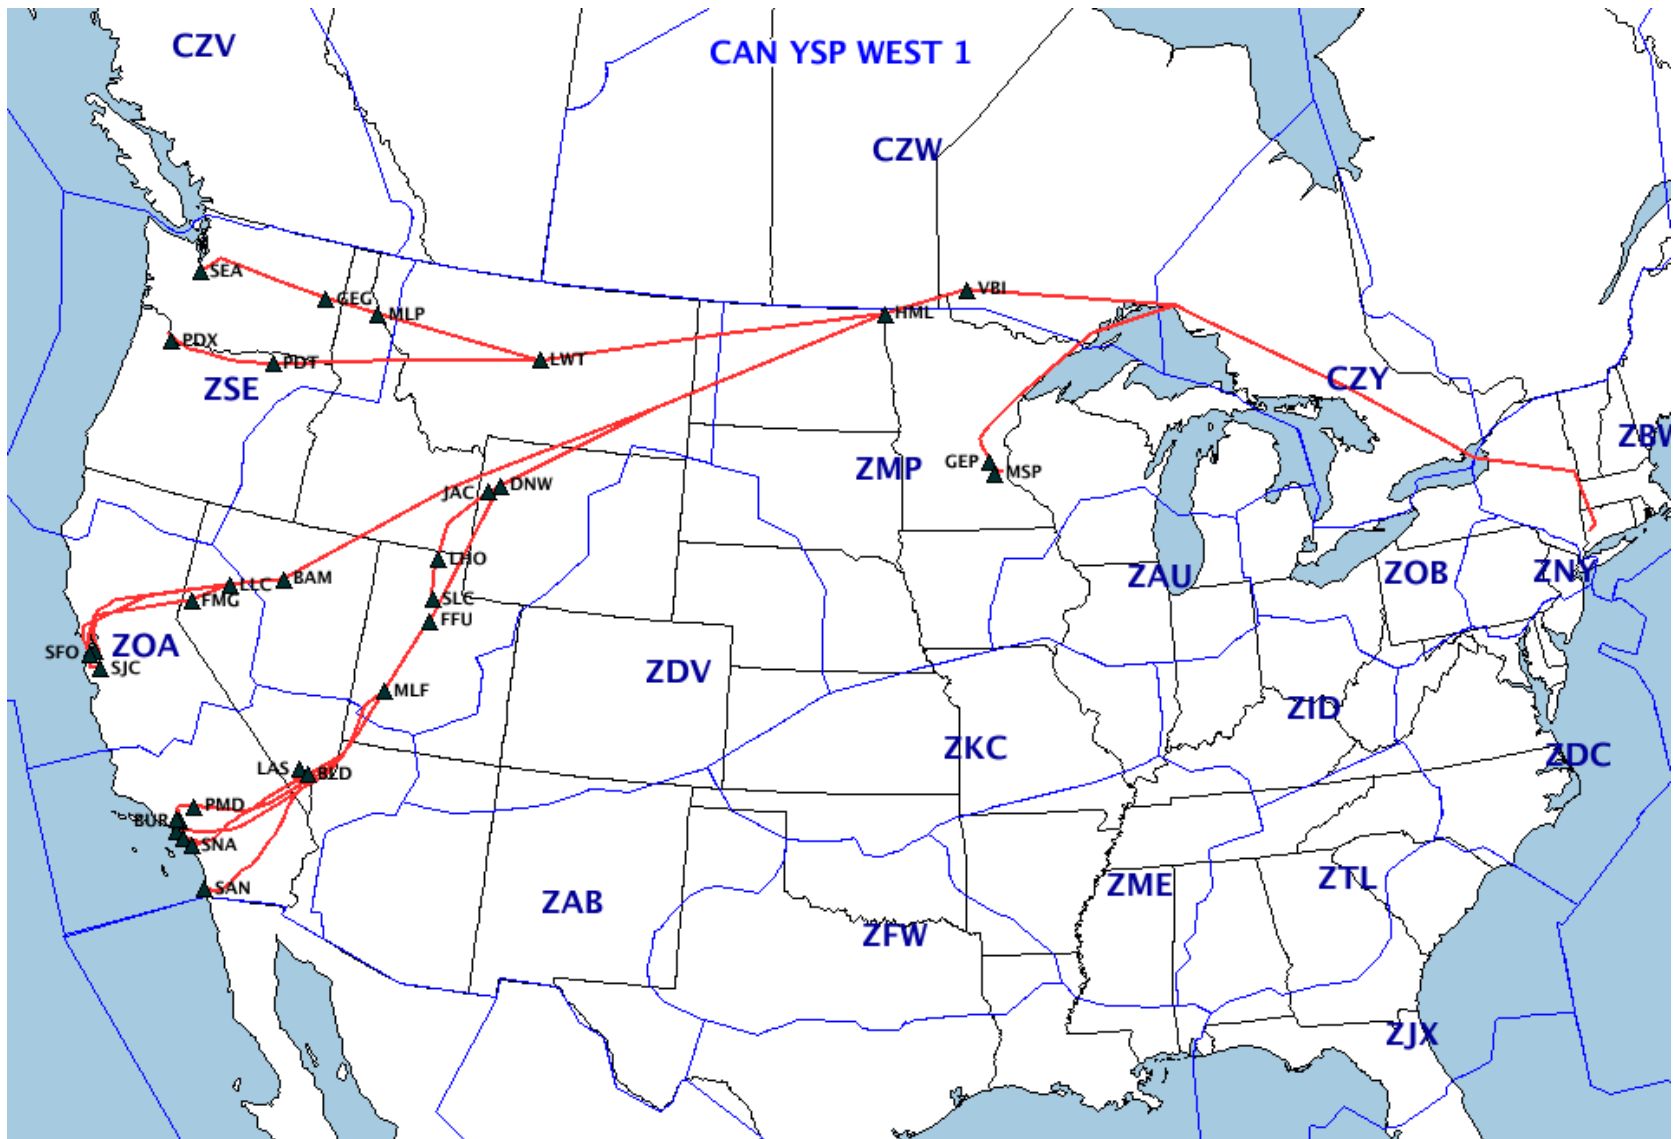 CZV
CAN YSP WEST 1
CZW
SEA
GEG
VBI
MLP
HML
PDX
PDT
LWT
ZSE
CZY
ZBW
GEP
MSP
ZMP
JAC
DNW
LHO
BAM
LLC
ZAU
ZOB
ZNY
FMG
SLC
FFU
SFO
ZOA
SJC
ZDV
MLF
ZID
ZKC
ZDC
LAS
BLD
PMD
BUR
SNA
SAN
ZAB
ZME
ZTL
ZFW
ZJX